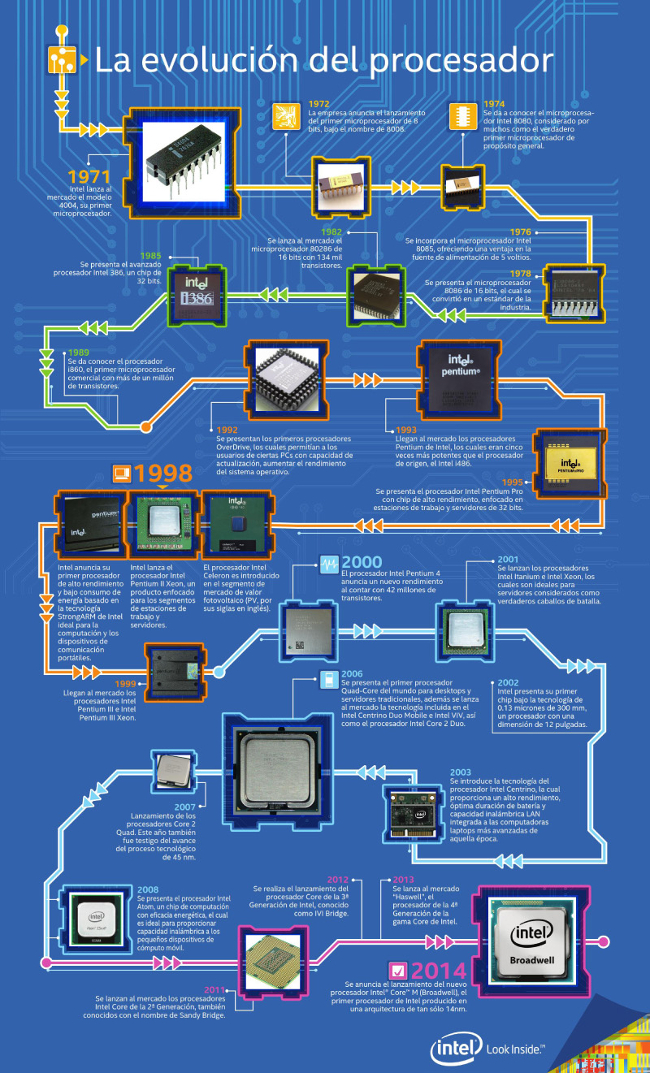 La evolución del procesador
1971
Intel lanza al
mercado el modelo
4004, su primer
microprocesador.
1972
La empresa anuncia el lanzamiento
del primer microprocesador de 8
bits, bajo el nombre de 8008.
1974
Se da a conocer el microprocesa-
dor Intel 8080, considerado por
muchos como el verdadero
primer microprocesador de
propósito general.
1976
Se incorpora el microprocesador Intel
8085, ofreciendo una ventaja en la
fuente de alimentación de 5 voltios.
1978
Se presenta el microprocesador
8086 de 16 bits, el cual se
convirtió en un estándar de la
industria.
1982
Se lanza al mercado el
microprocesador 80286 de
16 bits con 134 mil
transistores.
1985
Se presenta el avanzado
procesador Intel 386, un chip de
32 bits.
intel
i386
1989
Se da conocer el procesador
i860, el primer microprocesador
comercial con más de un millón
de transistores.
1992
Se presentan los primeros procesadores
OverDrive, los cuales permitían a los
usuarios de ciertas PCs con capacidad de
actualización, aumentar el rendimiento
del sistema operativo.
intel
pentium®
1993
Llegan al mercado los procesadores
Pentium de Intel, los cuales eran cinco
veces más potentes que el procesador
de origen, el Intel i486.
1995
Se presenta el procesador Intel Pentium Pro
con chip de alto rendimiento, enfocado en
estaciones de trabajo y servidores de 32 bits.
intel
PENTIUM®PRO
1998
pentium
intel
intel
Intel anuncia su
primer procesador
de alto rendimiento
y bajo consumo de
energía basado en
la tecnología
StrongARM de Intel
ideal para la
computación y los
dispositivos de
comunicación
portátiles.
Intel lanza el
procesador Intel
Pentium II Xeon, un
producto enfocado
para los segmentos
de estaciones de
trabajo y
servidores.
El procesador Intel
Celeron es introducido
en el segmento de
mercado de valor
fotovoltaico (PV, por
sus siglas en inglés).
1999
Llegan al mercado los
procesadores Intel
Pentium III e Intel
Pentium III Xeon.
2000
El procesador Intel Pentium 4
anuncia un nuevo rendimiento
al contar con 42 millones de
transistores.
2001
Se lanzan los procesadores
Intel Itanium e Intel Xeon, los
cuales son ideales para
servidores considerados como
verdaderos caballos de batalla.
2002
Intel presenta su primer
chip bajo la tecnología de
0,13 micrones de 300 mm,
un procesador con una
dimensión de 12 pulgadas.
2003
Se introduce la tecnología del
procesador Intel Centrino, la cual
proporciona un alto rendimiento,
óptima duración de batería y
capacidad inalámbrica LAN
integrada a las computadoras
laptops más avanzadas de
aquella época.
intel
2006
Se presenta el primer procesador
Quad-Core del mundo para desktops y
servidores tradicionales, además se lanza
al mercado la tecnología incluida en el
Intel Centrino Duo Mobile e Intel VIV, así
como el procesador Intel Core 2 Duo.
2007
Lanzamiento de los
procesadores Core 2
Quad. Este año también
fue testigo del avance
del proceso tecnológico
de 45 nm.
2008
Se presenta el procesador Intel
Atom, un chip de computación
con eficacia energética, el cual
es ideal para proporcionar
capacidad inalámbrica a los
pequeños dispositivos de
cómputo móvil.
intel
2011
Se lanzan al mercado los procesadores
Intel Core de la 2ª Generación, también
conocidos con el nombre de Sandy Bridge.
2012
Se realiza el lanzamiento del
procesador Core de la 3ª
Generación de Intel, conocido
como IVI Bridge.
2013
Se lanza al mercado
"Haswell", el
procesador de la 4ª
Generación de la
gama Core de Intel.
intel
Broadwell
2014
Se anuncia el lanzamiento del nuevo
procesador Intel® Core™ M (Broadwell), el
primer procesador de Intel producido en
una arquitectura de tan sólo 14nm.
intel Look Inside.™